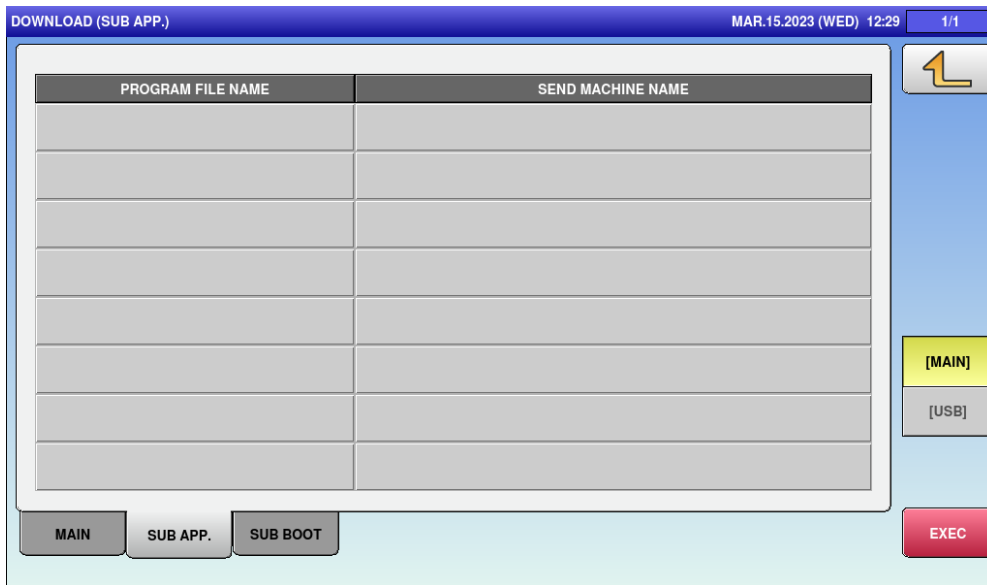 DOWNLOAD (SUB APP.) MAR.15.2023 (WED) 12:29 1/1
PROGRAM FILE NAME SEND MACHINE NAME
[MAIN]
[USB]
MAIN SUB APP. SUB BOOT EXEC